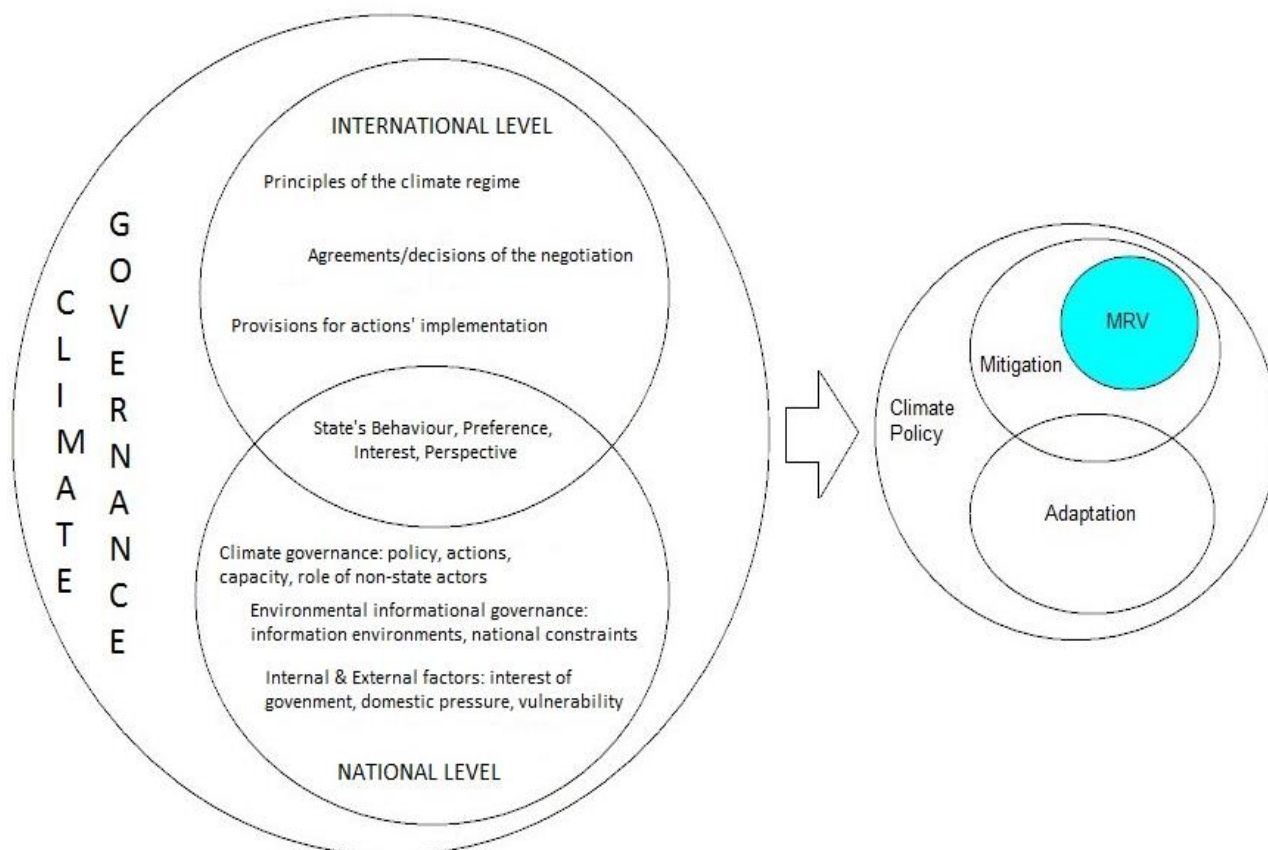 CLIMATE
GOVERNANCE
INTERNATIONAL LEVEL
Principles of the climate regime
Agreements/decisions of the negotiation
Provisions for actions' implementation
State's Behaviour, Preference,
Interest, Perspective
Climate governance: policy, actions,
capacity, role of non-state actors
Environmental informational governance:
information environments, national constraints
Internal & External factors: interest of
govenment, domestic pressure, vulnerability
NATIONAL LEVEL
MRV
Mitigation
Climate
Policy
Adaptation